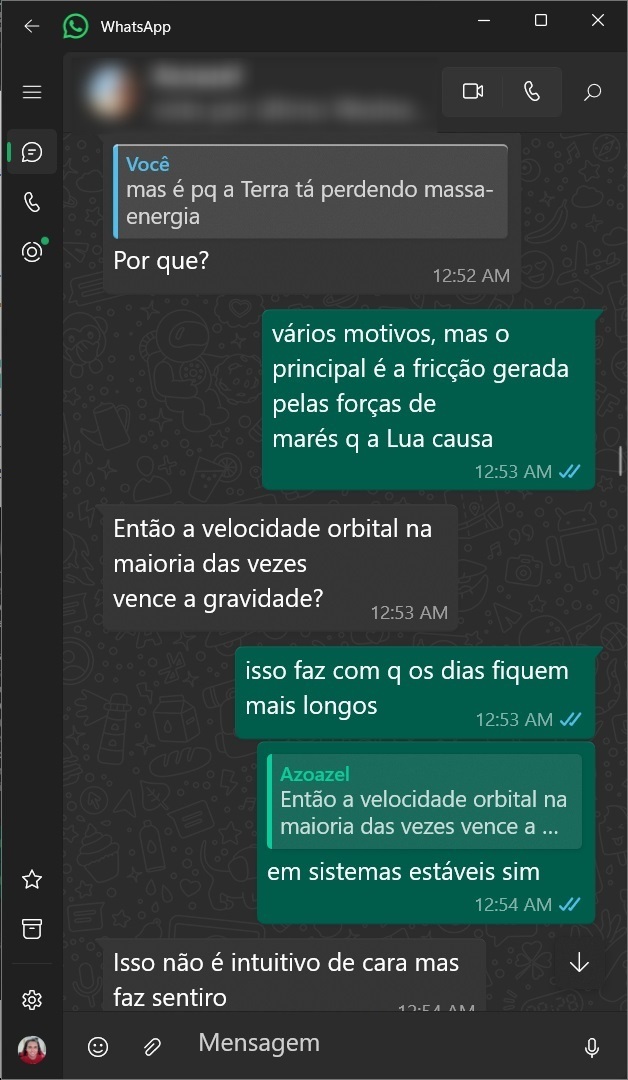 WhatsApp
Você
mas é pq a Terra tá perdendo massa-
energia
Por que?
12:52 AM
vários motivos, mas o
principal é a fricção gerada
pelas forças de
marés q a Lua causa
12:53 AM
Então a velocidade orbital na
maioria das vezes
vence a gravidade?
12:53 AM
isso faz com q os dias fiquem
mais longos
12:53 AM
Azoazel
Então a velocidade orbital na
maioria das vezes vence a ...
em sistemas estáveis sim
12:54 AM
Isso não é intuitivo de cara mas
faz sentiro
12:54 AM
Mensagem